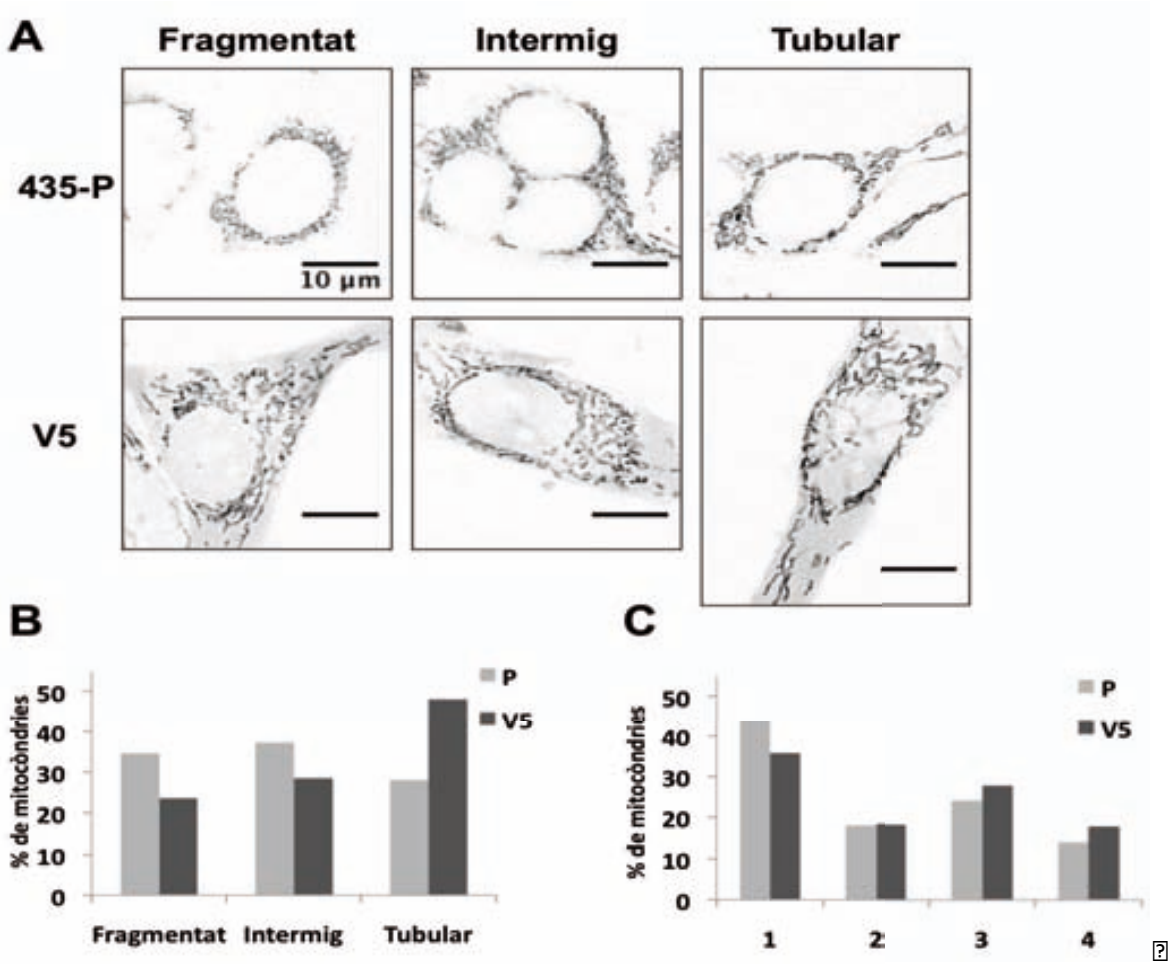 A
Fragmentat Intermig Tubular
435-P
10 µm
V5
B
% de mitocòndries
50
40
30
20
10
0
P
V5
Fragmentat Intermig Tubular
C
% de mitocòndries
50
40
30
20
10
0
P
V5
1 2 3 4